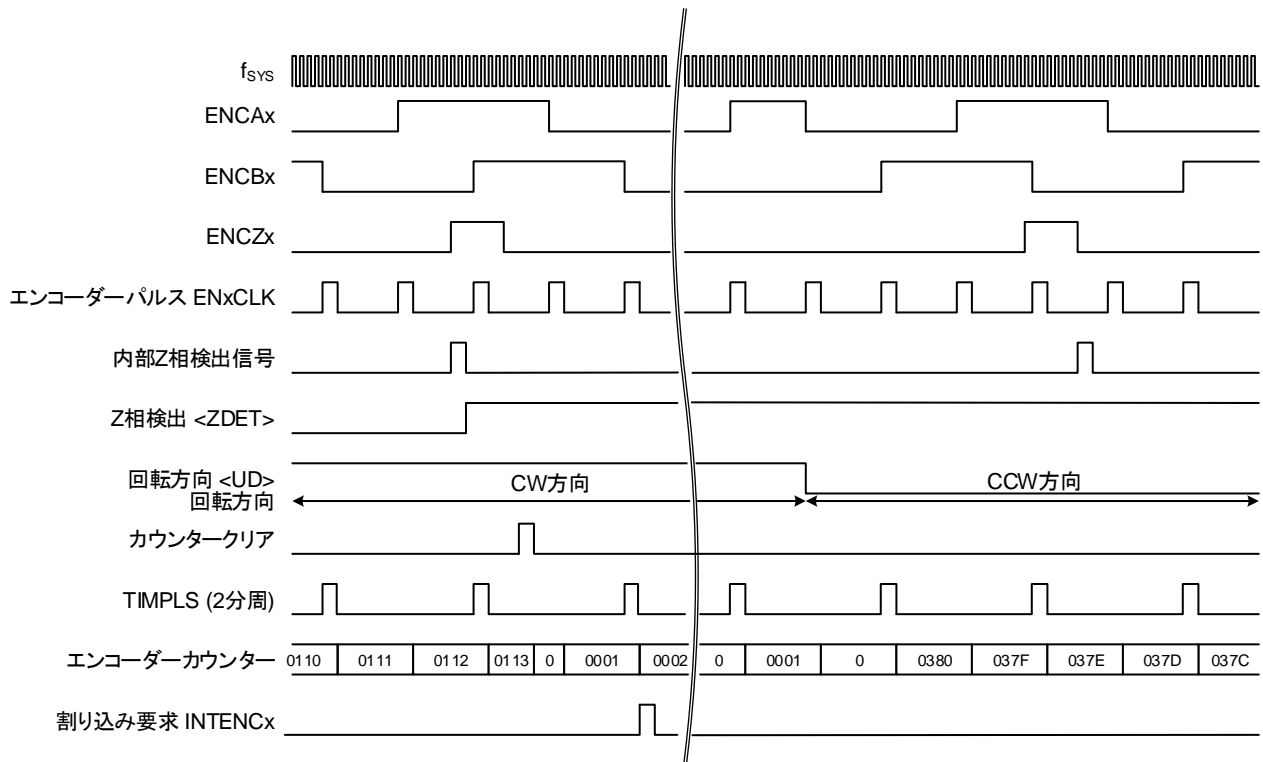 fSYS
ENCAx
ENCBx
ENCZx
エンコーダーパルス ENxCLK
内部Z相検出信号
Z相検出 <ZDET>
回転方向 <UD>
回転方向
CW方向
CCW方向
カウンタークリア
TIMPLS (2分周)
エンコーダーカウンター 0110 0111 0112 0113 0 0001 0002 0 0001 0 0380 037F 037E 037D 037C
割り込み要求 INTENCx